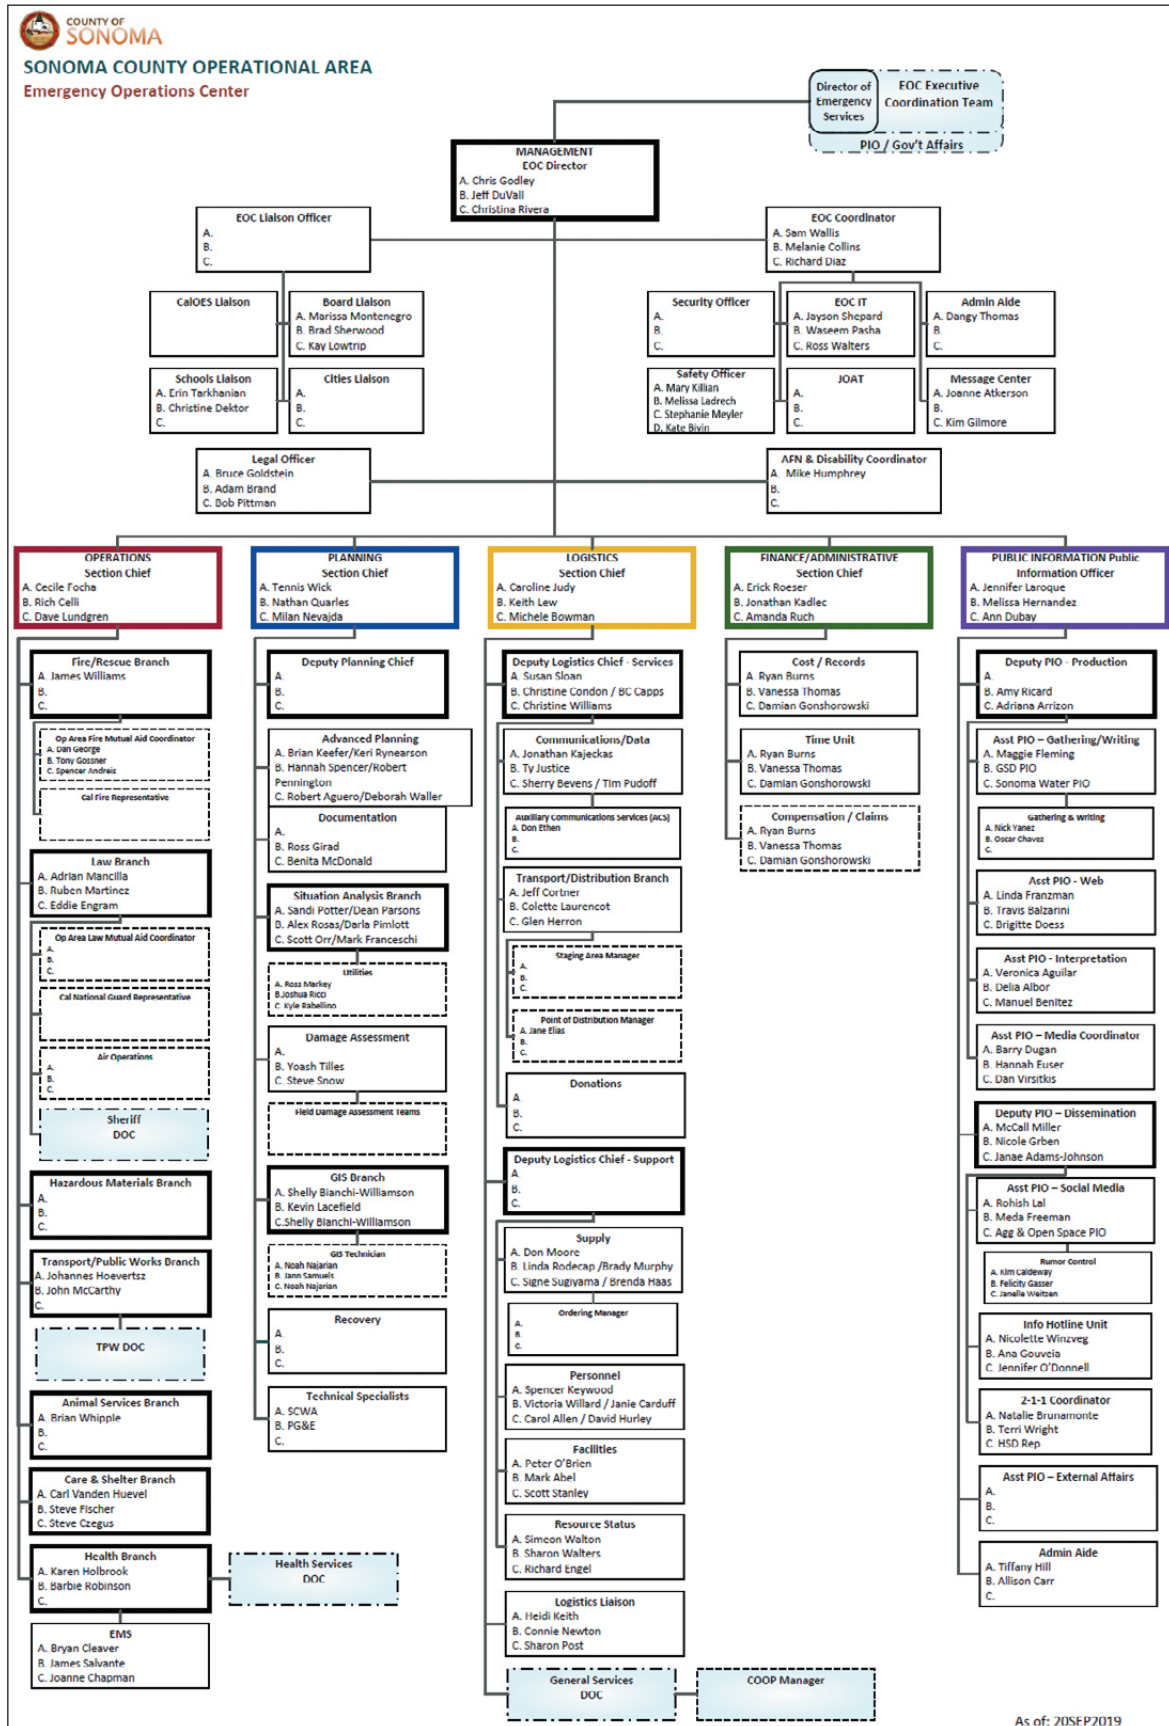 COUNTY OF
SONOMA
SONOMA COUNTY OPERATIONAL AREA
Emergency Operations Center
Director of
Emergency
Services
EOC Executive
Coordination Team
PIO / Gov't Affairs
MANAGEMENT
EOC Director
A. Chris Godley
B. Jeff DuVall
C. Christina Rivera
EOC Liaison Officer
A.
B.
C.
EOC Coordinator
A. Sam Wallis
B. Melanie Collins
C. Richard Diaz
CalOES Liaison
Board Liaison
A. Marissa Montenegro
B. Brad Sherwood
C. Kay Lowtrip
Security Officer
A.
B.
C.
EOC IT
A. Jayson Shepard
B. Waseem Pasha
C. Ross Walters
Admin Aide
A. Dangy Thomas
B.
C.
Schools Liaison
A. Erin Tarkhanian
B. Christine Dektor
C.
Cities Liaison
A.
B.
C.
Safety Officer
A. Mary Killian
B. Melissa Ladrech
C. Stephanie Meyler
D. Kate Bivin
JOAT
A.
B.
C.
Message Center
A. Joanne Atkerson
B.
C. Kim Gilmore
Legal Officer
A. Bruce Goldstein
B. Adam Brand
C. Bob Pittman
AFN & Disability Coordinator
A. Mike Humphrey
B.
C.
OPERATIONS
Section Chief
A. Cecile Focha
B. Rich Celli
C. Dave Lundgren
Fire/Rescue Branch
A. James Williams
B.
C.
Op Area Fire Mutual Aid Coordinator
A. Dan George
B. Tony Gossner
C. Spencer Andreis
Cal Fire Representative
Law Branch
A. Adrian Mancilla
B. Ruben Martinez
C. Eddie Engram
Op Area Law Mutual Aid Coordinator
A.
B.
C.
Cal National Guard Representative
Air Operations
A.
B.
C.
Sheriff
DOC
Hazardous Materials Branch
A.
B.
C.
Transport/Public Works Branch
A. Johannes Hoevertsz
B. John McCarthy
C.
TPW DOC
Animal Services Branch
A. Brian Whipple
B.
C.
Care & Shelter Branch
A. Carl Vanden Huevel
B. Steve Fischer
C. Steve Czegus
Health Branch
A. Karen Holbrook
B. Barbie Robinson
C.
Health Services
DOC
EMS
A. Bryan Cleaver
B. James Salvante
C. Joanne Chapman
PLANNING
Section Chief
A. Tennis Wick
B. Nathan Quarles
C. Milan Nevajda
Deputy Planning Chief
A.
B.
C.
Advanced Planning
A. Brian Keefer/Keri Rynearson
B. Hannah Spencer/Robert
Pennington
C. Robert Aguero/Deborah Waller
Documentation
A.
B. Ross Girad
C. Benita McDonald
Situation Analysis Branch
A. Sandi Potter/Dean Parsons
B. Alex Rosas/Darla Pimlott
C. Scott Orr/Mark Franceschi
Utilities
A. Ross Markey
B.Joshua Ricci
C. Kyle Rabellino
Damage Assessment
A.
B. Yoash Tilles
C. Steve Snow
Field Damage Assessment Teams
GIS Branch
A. Shelly Bianchi-Williamson
B. Kevin Lacefield
C.Shelly Bianchi-Williamson
GIS Technician
A. Noah Najarian
B. Jann Samuels
C. Noah Najarian
Recovery
A.
B.
C.
Technical Specialists
A. SCWA
B. PG&E
C.
LOGISTICS
Section Chief
A. Caroline Judy
B. Keith Lew
C. Michele Bowman
Deputy Logistics Chief - Services
A. Susan Sloan
B. Christine Condon / BC Capps
C. Christine Williams
Communications/Data
A. Jonathan Kajeckas
B. Ty Justice
C. Sherry Bevens / Tim Pudoff
Auxiliary Communications Services (ACS)
A. Don Ethen
B.
C.
Transport/Distribution Branch
A. Jeff Cortner
B. Colette Laurencot
C. Glen Herron
Staging Area Manager
A.
B.
C.
Point of Distribution Manager
A. Jane Elias
B.
C.
Donations
A.
B.
C.
Deputy Logistics Chief - Support
A.
B.
C.
Supply
A. Don Moore
B. Linda Rodecap /Brady Murphy
C. Signe Sugiyama / Brenda Haas
Ordering Manager
A.
B.
C.
Personnel
A. Spencer Keywood
B. Victoria Willard / Janie Carduff
C. Carol Allen / David Hurley
Facilities
A. Peter O'Brien
B. Mark Abel
C. Scott Stanley
Resource Status
A. Simeon Walton
B. Sharon Walters
C. Richard Engel
Logistics Liaison
A. Heidi Keith
B. Connie Newton
C. Sharon Post
General Services
DOC
COOP Manager
FINANCE/ADMINISTRATIVE
Section Chief
A. Erick Roeser
B. Jonathan Kadlec
C. Amanda Ruch
Cost / Records
A. Ryan Burns
B. Vanessa Thomas
C. Damian Gonshorowski
Time Unit
A. Ryan Burns
B. Vanessa Thomas
C. Damian Gonshorowski
Compensation / Claims
A. Ryan Burns
B. Vanessa Thomas
C. Damian Gonshorowski
PUBLIC INFORMATION Public
Information Officer
A. Jennifer Laroque
B. Melissa Hernandez
C. Ann Dubay
Deputy PIO - Production
A.
B. Amy Ricard
C. Adriana Arrizon
Asst PIO - Gathering/Writing
A. Maggie Fleming
B. GSD PIO
C. Sonoma Water PIO
Gathering & Writing
A. Nick Yanez
B. Oscar Chavez
C.
Asst PIO - Web
A. Linda Franzman
B. Travis Balzarini
C. Brigitte Doess
Asst PIO - Interpretation
A. Veronica Aguilar
B. Delia Albor
C. Manuel Benitez
Asst PIO – Media Coordinator
A. Barry Dugan
B. Hannah Euser
C. Dan Virsitkis
Deputy PIO – Dissemination
A. McCall Miller
B. Nicole Grben
C. Janae Adams-Johnson
Asst PIO – Social Media
A. Rohish Lal
B. Meda Freeman
C. Agg & Open Space PIO
Rumor Control
A. Kim Caldeway
B. Felicity Gasser
C. Janelle Weitzen
Info Hotline Unit
A. Nicolette Winzveg
B. Ana Gouveia
C. Jennifer O'Donnell
2-1-1 Coordinator
A. Natalie Brunamonte
B. Terri Wright
C. HSD Rep
Asst PIO – External Affairs
A.
B.
C.
Admin Aide
A. Tiffany Hill
B. Allison Carr
C.
As of: 20SEP2019